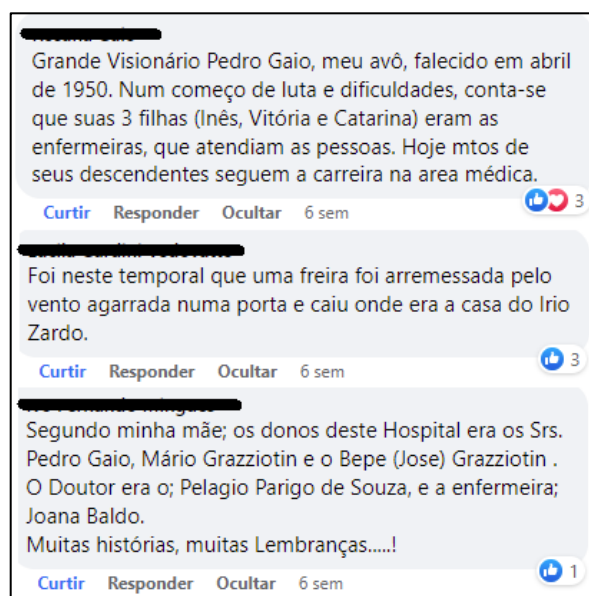 Grande Visionário Pedro Gaio, meu avô, falecido em abril
de 1950. Num começo de luta e dificuldades, conta-se
que suas 3 filhas (Inês, Vitória e Catarina) eram as
enfermeiras, que atendiam as pessoas. Hoje mtos de
seus descendentes seguem a carreira na area médica.
3
Curtir Responder Ocultar 6 sem
Foi neste temporal que uma freira foi arremessada pelo
vento agarrada numa porta e caiu onde era a casa do Irio
Zardo.
3
Curtir Responder Ocultar 6 sem
Segundo minha mãe; os donos deste Hospital era os Srs.
Pedro Gaio, Mário Grazziotin e o Bepe (Jose) Grazziotin .
O Doutor era o; Pelagio Parigo de Souza, e a enfermeira;
Joana Baldo.
Muitas histórias, muitas Lembranças.....!
1
Curtir Responder Ocultar 6 sem